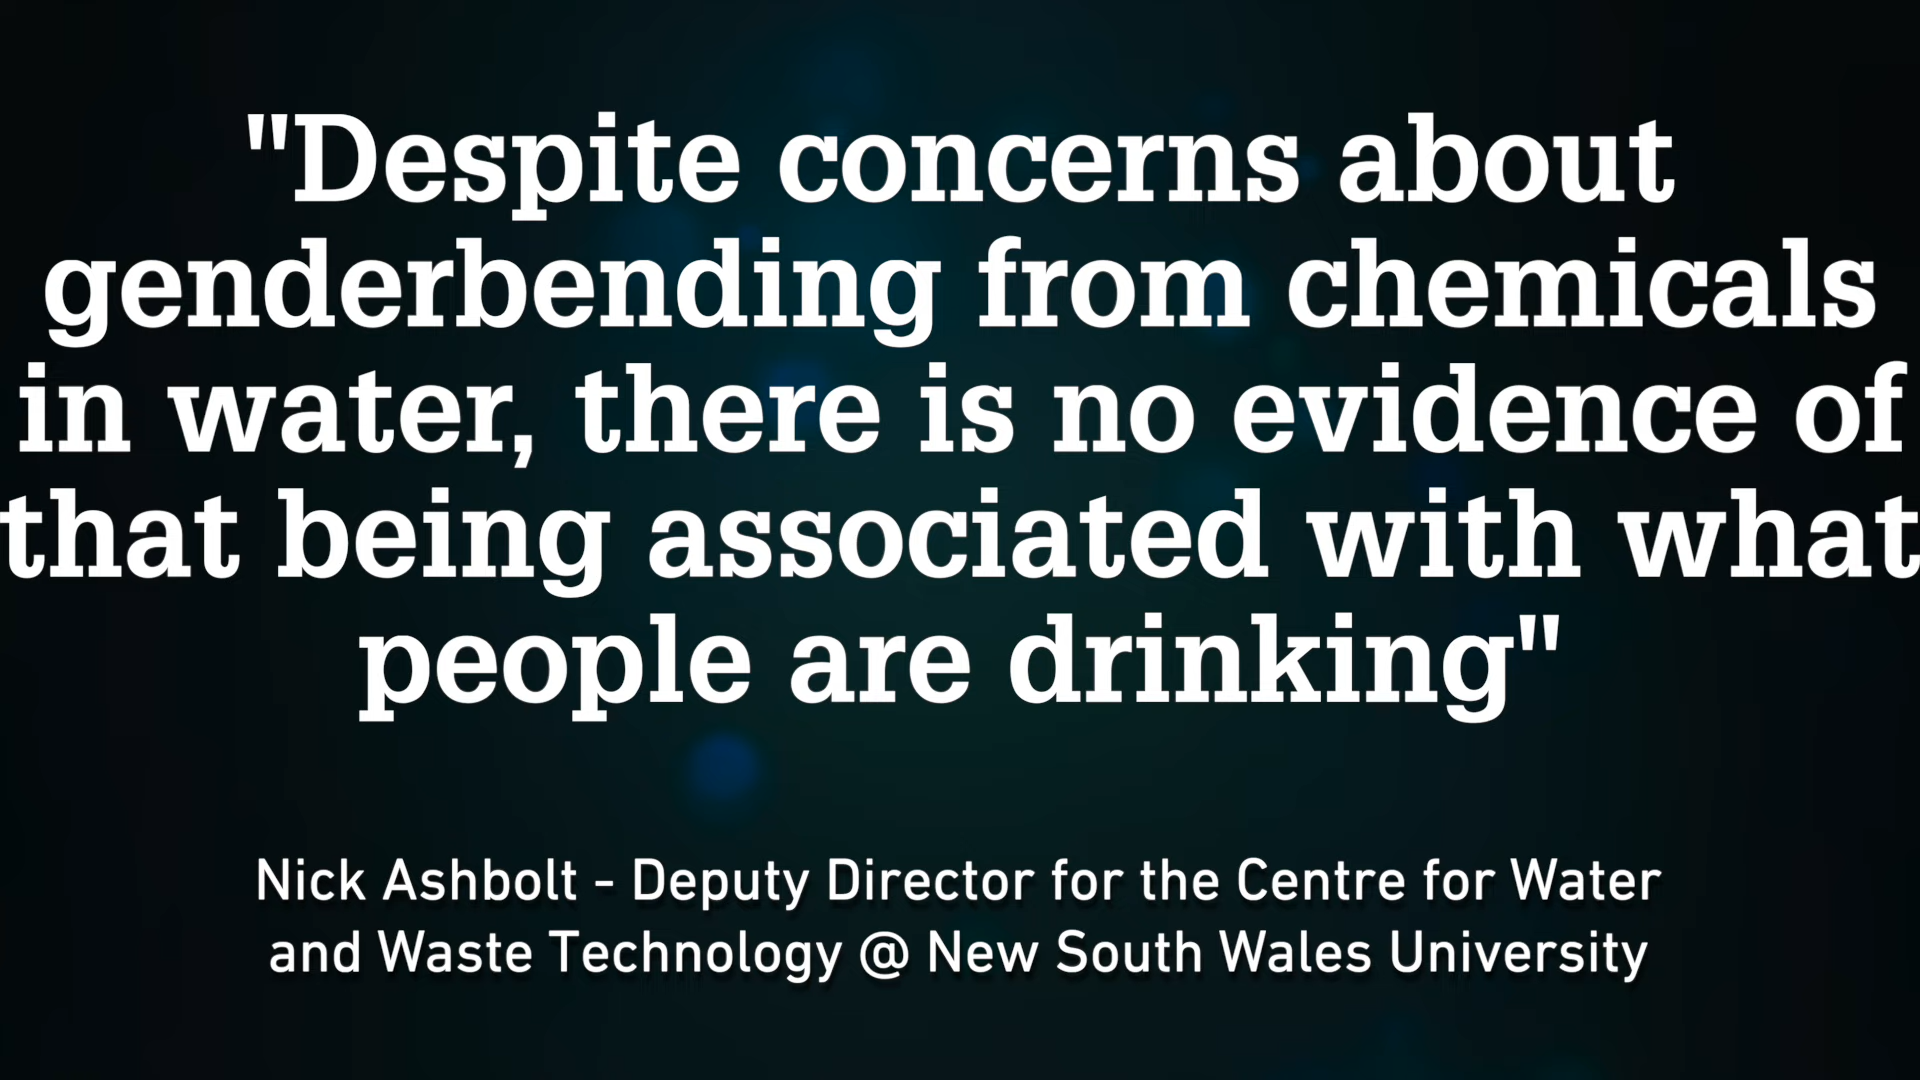 "Despite concerns about
genderbending from chemicals
in water, there is no evidence of
that being associated with what
people are drinking"
Nick Ashbolt - Deputy Director for the Centre for Water
and Waste Technology @ New South Wales University